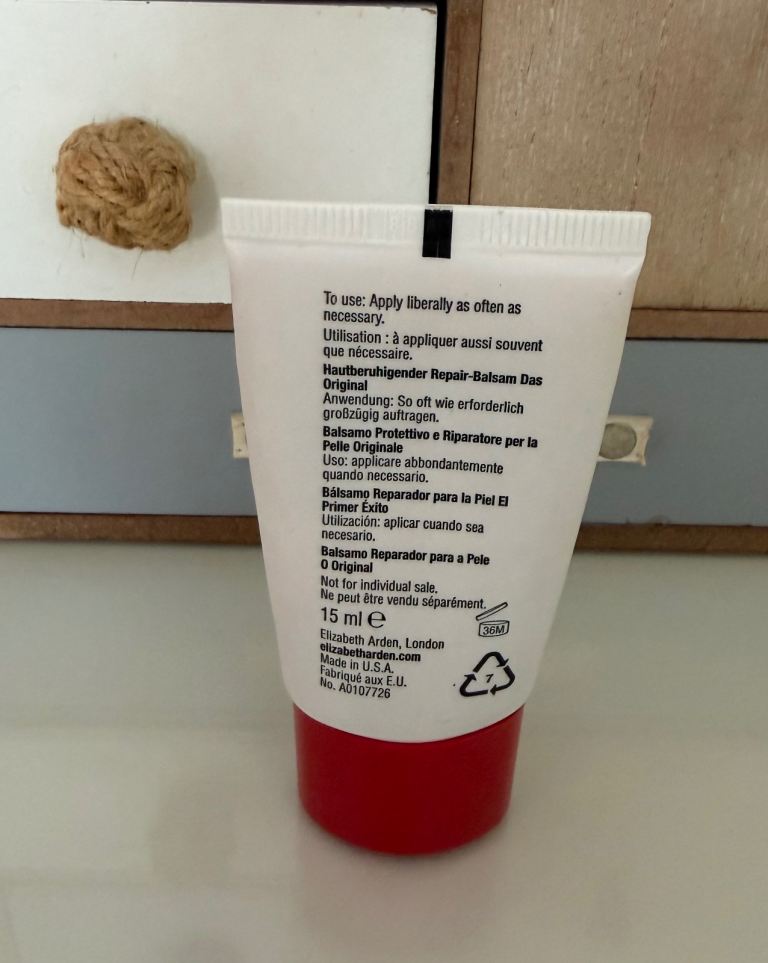 To use: Apply liberally as often as
necessary.
Utilisation : à appliquer aussi souvent
que nécessaire.
Hautberuhigender Repair-Balsam Das
Original
Anwendung: So oft wie erforderlich
großzügig auftragen.
Balsamo Protettivo e Riparatore per la
Pelle Originale
Uso: applicare abbondantemente
quando necessario.
Bálsamo Reparador para la Piel El
Primer Éxito
Utilización: aplicar cuando sea
necesario.
Balsamo Reparador para a Pele
O Original
Not for individual sale.
Ne peut être vendu séparément.
15 ml ℮
36M
Elizabeth Arden, London
elizabetharden.com
Made in U.S.A.
Fabriqué aux E.U.
No. A0107726
7